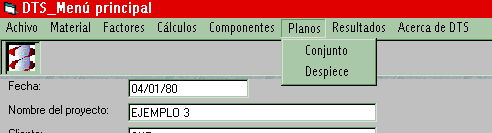 DTS_Menú principal
Achivo Material Factores Cálculos Componentes Planos Resultados Acerca de DTS
Conjunto
Despiece
Fecha: 04/01/80
Nombre del proyecto: EJEMPLO 3